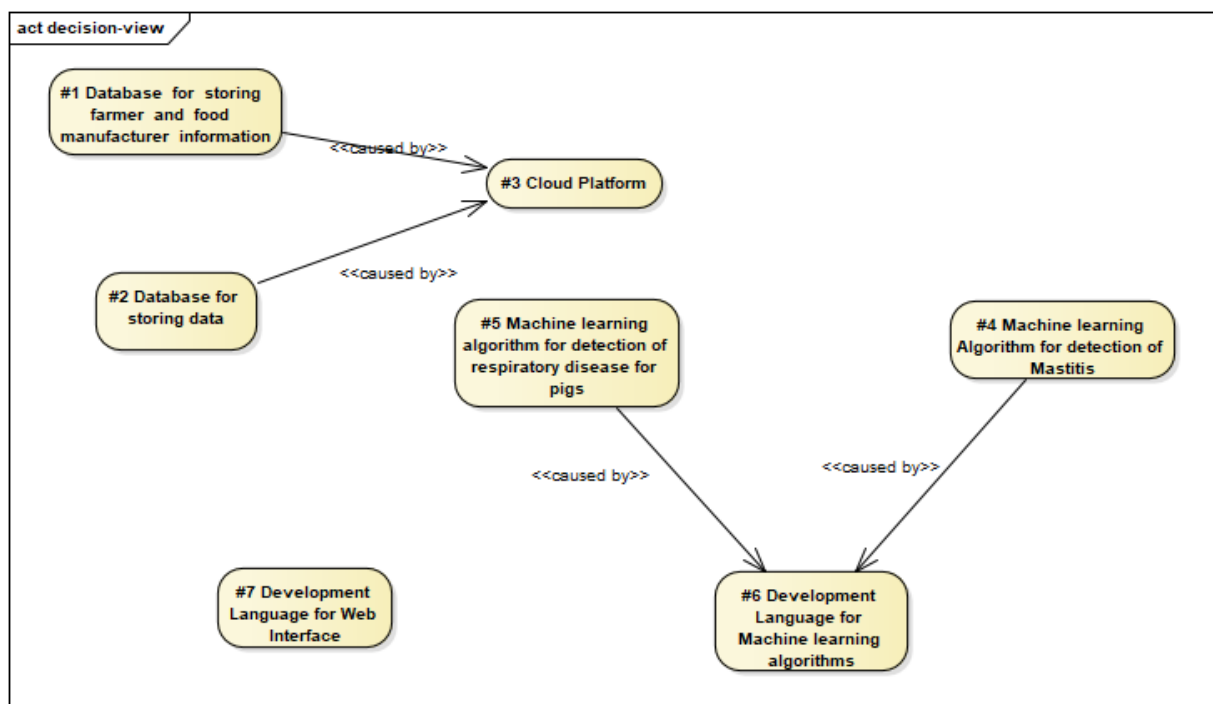 act decision-view
#1 Database for storing
farmer and food
manufacturer information
<<caused by>>
#3 Cloud Platform
<<caused by>>
#2 Database for
storing data
#5 Machine learning
algorithm for detection of
respiratory disease for
pigs
#4 Machine learning
Algorithm for detection of
Mastitis
<<caused by>>
<<caused by>>
#7 Development
Language for Web
Interface
#6 Development
Language for
Machine learning
algorithms